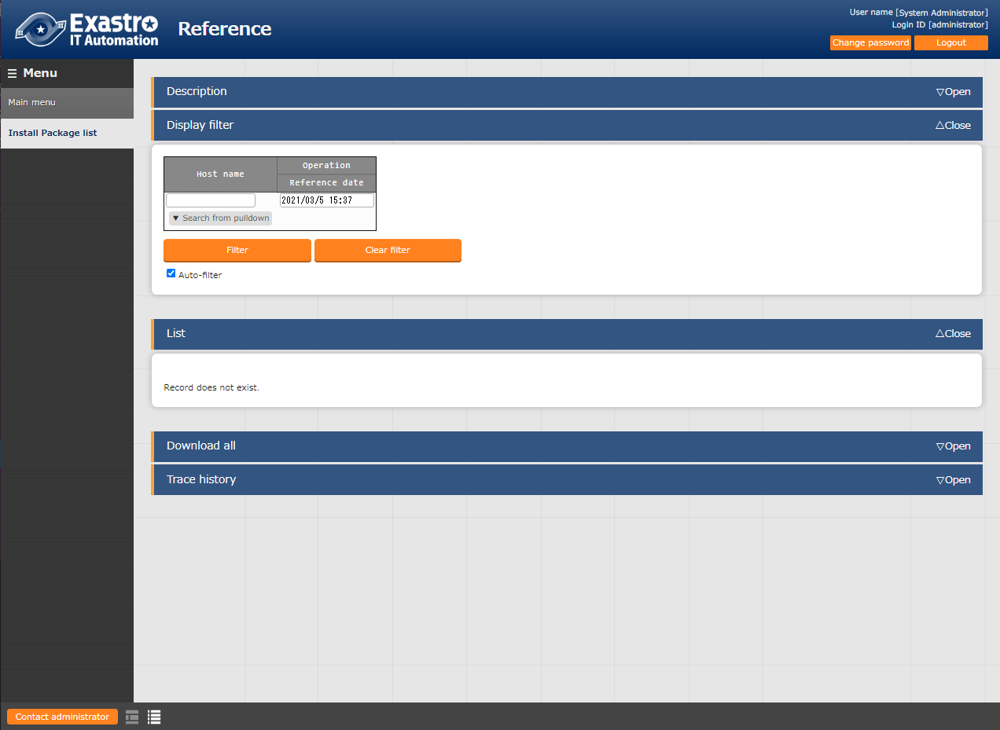 Exastro
IT Automation
Reference
User name [System Administrator]
Login ID [administrator]
Change password
Logout
Menu
Main menu
Install Package list
Description
▽Open
Display filter
△Close
Host name
Operation
Reference date
2021/03/5 15:37
▼ Search from pulldown
Filter
Clear filter
Auto-filter
List
△Close
Record does not exist.
Download all
▽Open
Trace history
▽Open
Contact administrator